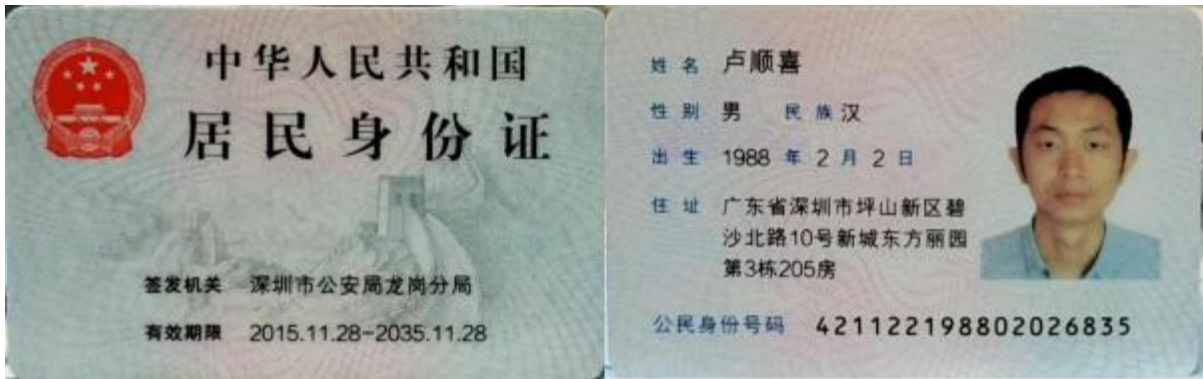 中华人民共和国
居民身份证
签发机关 深圳市公安局龙岗分局
有效期限 2015.11.28-2035.11.28
姓名 卢顺喜
性别 男 民族 汉
出生 1988 年 2 月 2 日
住址 广东省深圳市坪山新区碧
沙北路10号新城东方丽园
第3栋205房
公民身份号码 421122198802026835